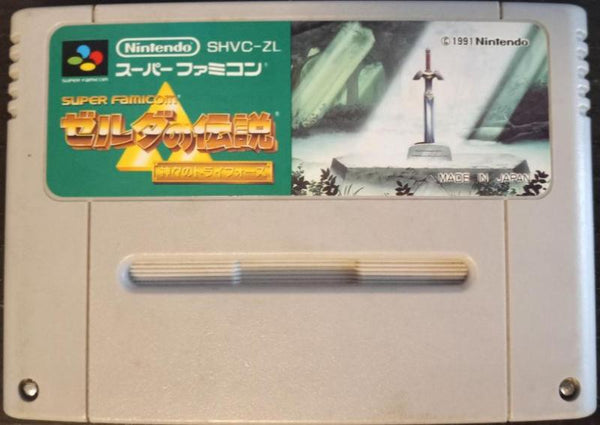 Nintendo SHVC-ZL
スーパーファミコン
SUPER FAMICOM
SUPER FAMICOM
ゼルダの伝説
神々のトライフォース
© 1991 Nintendo
MADE IN JAPAN